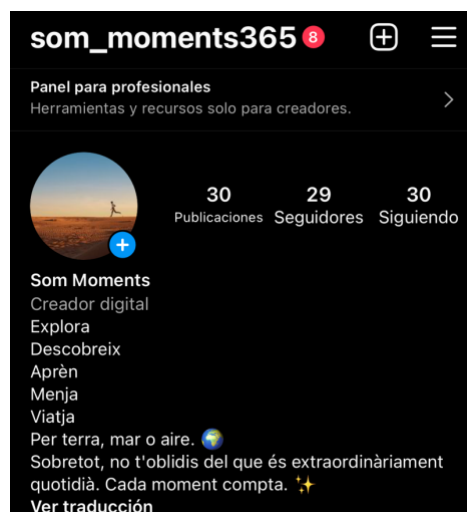 som_moments365 8
Panel para profesionales
Herramientas y recursos solo para creadores.
30 29 30
Publicaciones Seguidores Siguiendo
Som Moments
Creador digital
Explora
Descobreix
Aprèn
Menja
Viatja
Per terra, mar o aire. 🌍
Sobretot, no t'oblidis del que és extraordinàriament
quotidià. Cada moment compta. ✨
Ver traducción